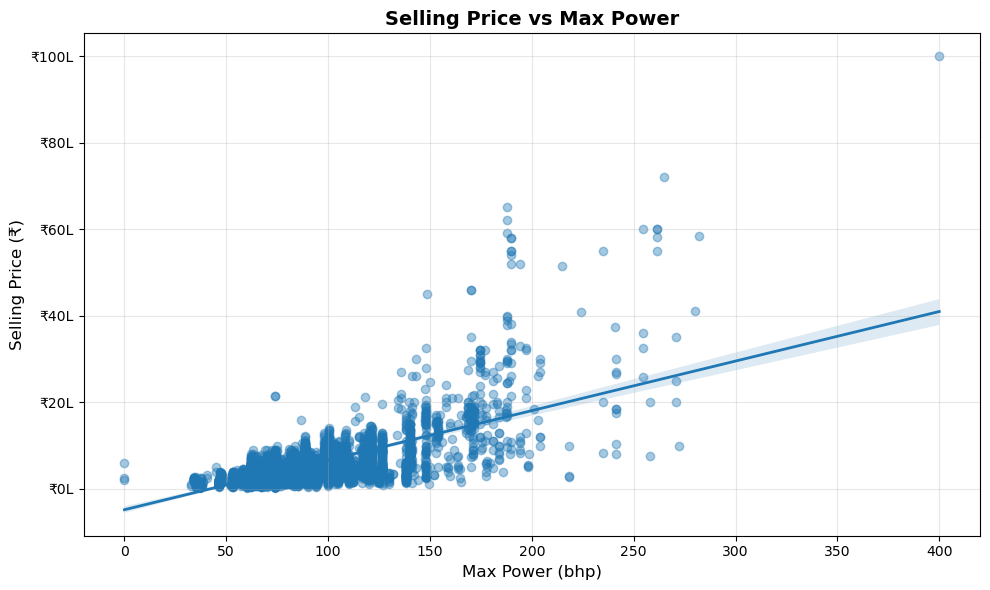 Selling Price vs Max Power
₹100L
₹80L
₹60L
₹40L
₹20L
₹0L
Selling Price (₹)
0 50 100 150 200 250 300 350 400
Max Power (bhp)